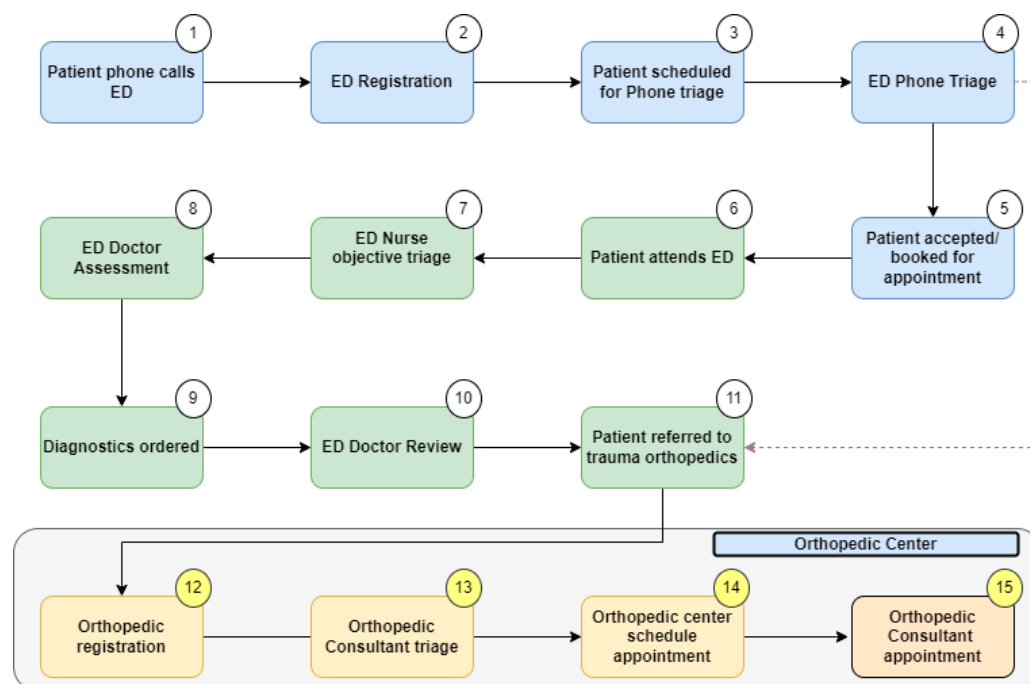 1
Patient phone calls
ED
2
ED Registration
3
Patient scheduled
for Phone triage
4
ED Phone Triage
8
ED Doctor
Assessment
7
ED Nurse
objective triage
6
Patient attends ED
5
Patient accepted/
booked for
appointment
9
Diagnostics ordered
10
ED Doctor Review
11
Patient referred to
trauma orthopedics
Orthopedic Center
12
Orthopedic
registration
13
Orthopedic
Consultant triage
14
Orthopedic center
schedule
appointment
15
Orthopedic
Consultant
appointment